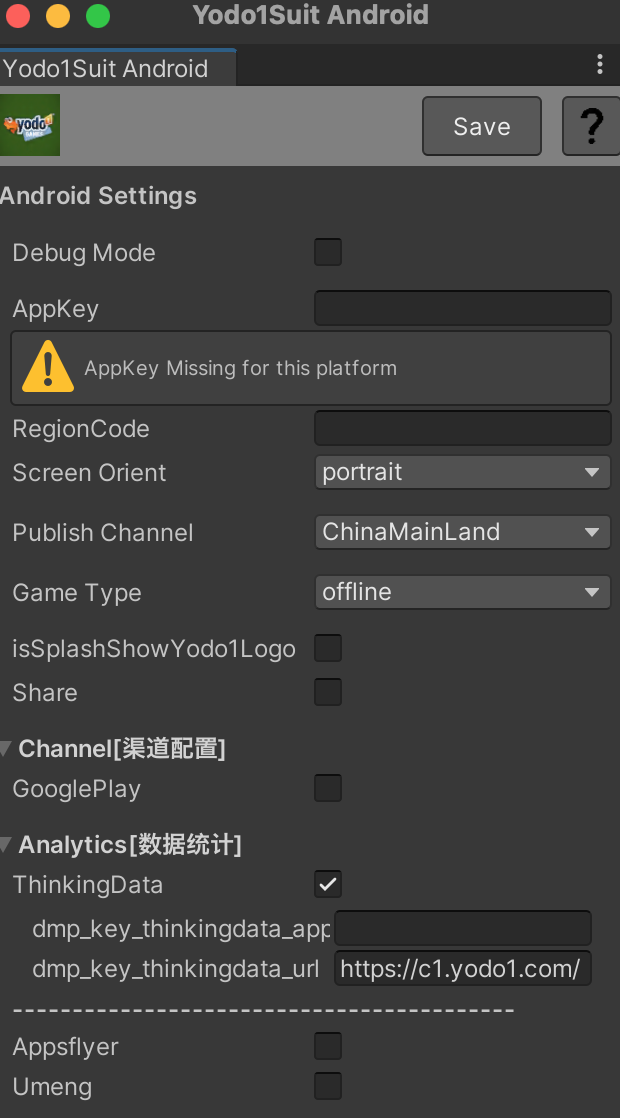 Yodo1Suit Android
Yodo1Suit Android
yodo1
GAMES
Save
?
Android Settings
Debug Mode
AppKey
AppKey Missing for this platform
RegionCode
Screen Orient portrait
Publish Channel ChinaMainLand
Game Type offline
isSplashShowYodo1Logo
Share
Channel[渠道配置]
GooglePlay
Analytics[数据统计]
ThinkingData
dmp_key_thinkingdata_app
dmp_key_thinkingdata_url https://c1.yodo1.com/
------------------------------------------
Appsflyer
Umeng